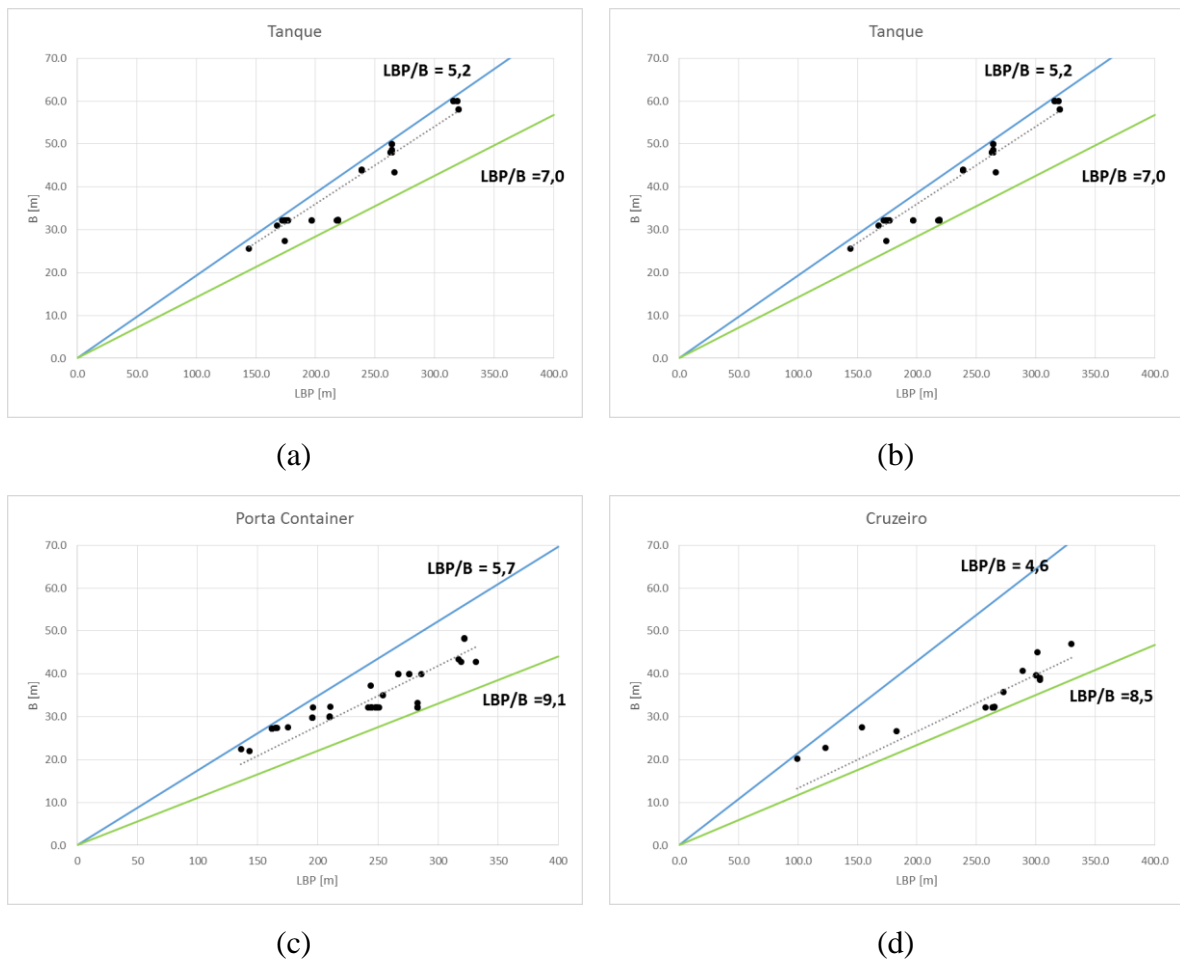 Tanque
70.0
60.0
50.0
40.0
30.0
20.0
10.0
0.0
B [m]
LBP/B = 5,2
LBP/B =7,0
0.0 50.0 100.0 150.0 200.0 250.0 300.0 350.0 400.0
LBP [m]
(a)
Tanque
70.0
60.0
50.0
40.0
30.0
20.0
10.0
0.0
B [m]
LBP/B = 5,2
LBP/B =7,0
0.0 50.0 100.0 150.0 200.0 250.0 300.0 350.0 400.0
LBP [m]
(b)
Porta Container
70.0
60.0
50.0
40.0
30.0
20.0
10.0
0.0
B [m]
LBP/B = 5,7
LBP/B =9,1
0 50 100 150 200 250 300 350 400
LBP [m]
(c)
Cruzeiro
70.0
60.0
50.0
40.0
30.0
20.0
10.0
0.0
B [m]
LBP/B = 4,6
LBP/B =8,5
0.0 50.0 100.0 150.0 200.0 250.0 300.0 350.0 400.0
LBP [m]
(d)